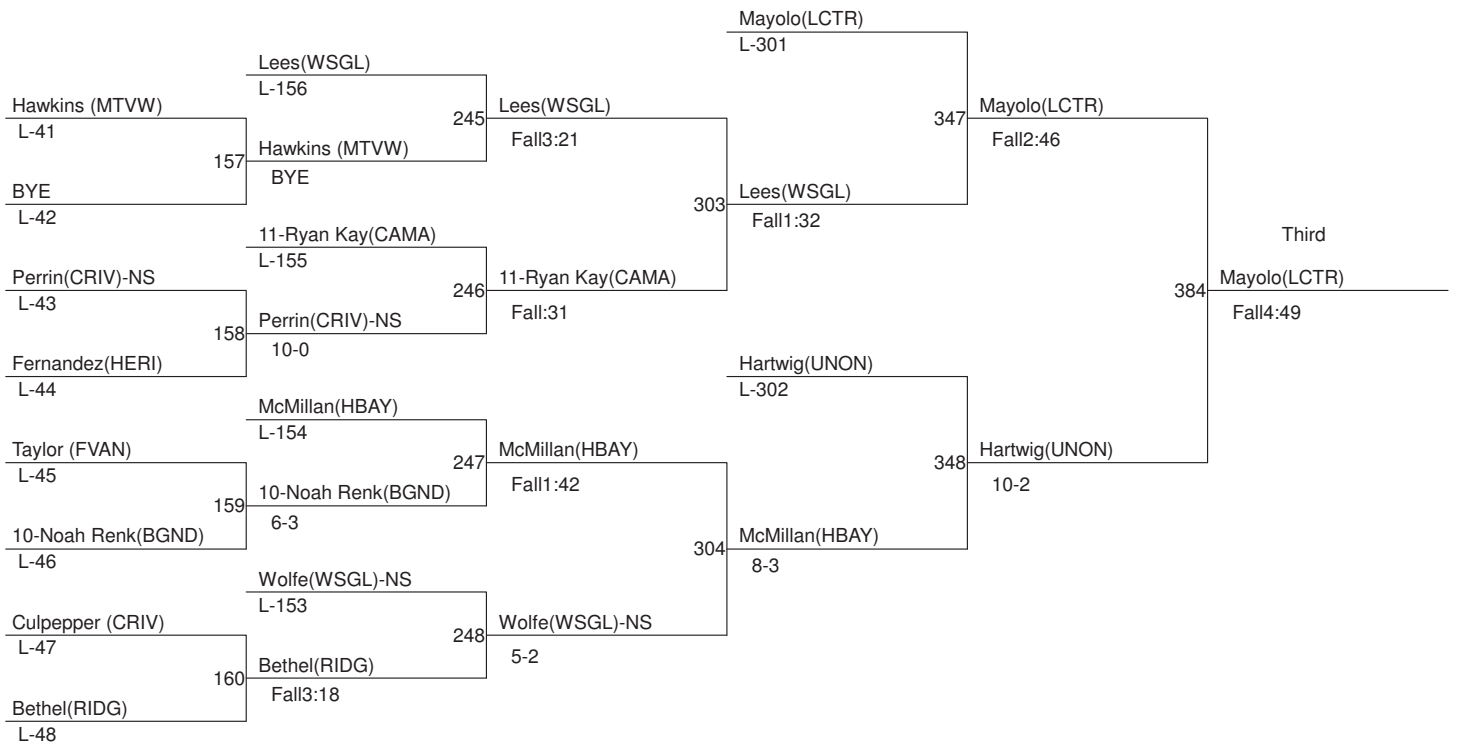 Mayolo(LCTR)
L-301
Lees(WSGL)
L-156
Hawkins (MTVW)
L-41
245
Lees(WSGL)
Fall3:21
347
Mayolo(LCTR)
Fall2:46
157
Hawkins (MTVW)
BYE
BYE
L-42
303
Lees(WSGL)
Fall1:32
11-Ryan Kay(CAMA)
L-155
Third
Perrin(CRIV)-NS
L-43
246
11-Ryan Kay(CAMA)
Fall:31
384
Mayolo(LCTR)
Fall4:49
158
Perrin(CRIV)-NS
10-0
Fernandez(HERI)
L-44
Hartwig(UNON)
L-302
McMillan(HBAY)
L-154
Taylor (FVAN)
L-45
247
McMillan(HBAY)
Fall1:42
348
Hartwig(UNON)
10-2
159
10-Noah Renk(BGND)
6-3
10-Noah Renk(BGND)
L-46
304
McMillan(HBAY)
8-3
Wolfe(WSGL)-NS
L-153
Culpepper (CRIV)
L-47
248
Wolfe(WSGL)-NS
5-2
160
Bethel(RIDG)
Fall3:18
Bethel(RIDG)
L-48